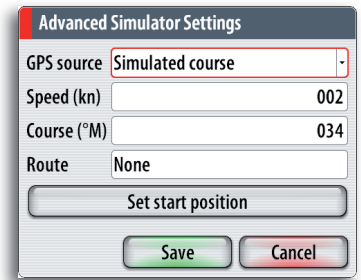 Advanced Simulator Settings
GPS source Simulated course
Speed (kn) 002
Course (°M) 034
Route None
Set start position
Save Cancel